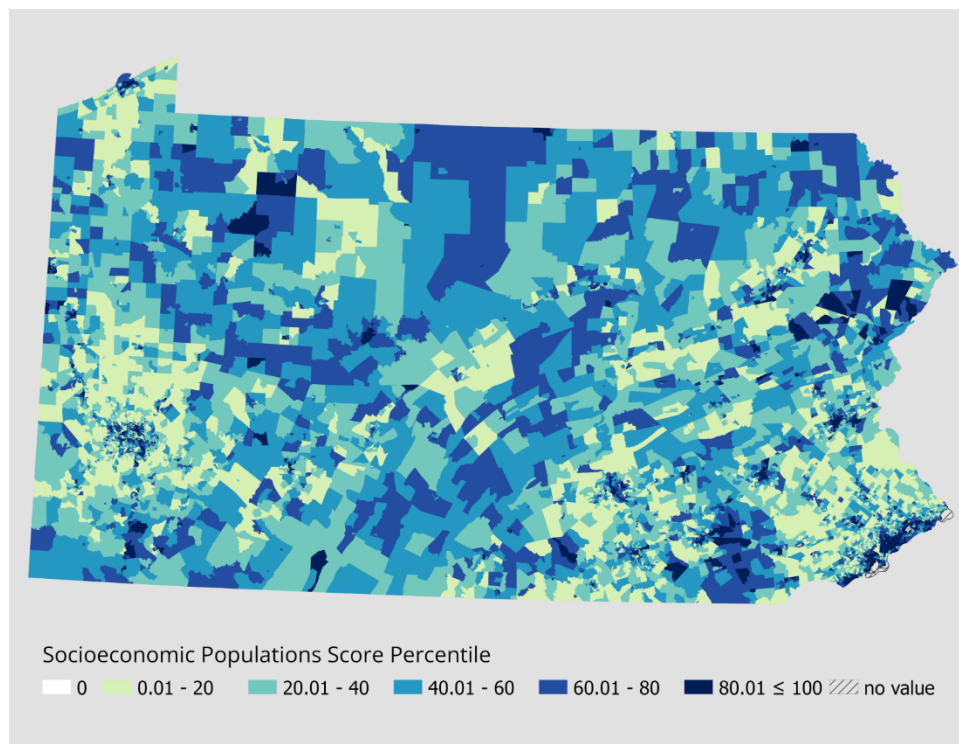 Socioeconomic Populations Score Percentile
0 0.01 - 20 20.01 - 40 40.01 - 60 60.01 - 80 80.01 ≤ 100 no value